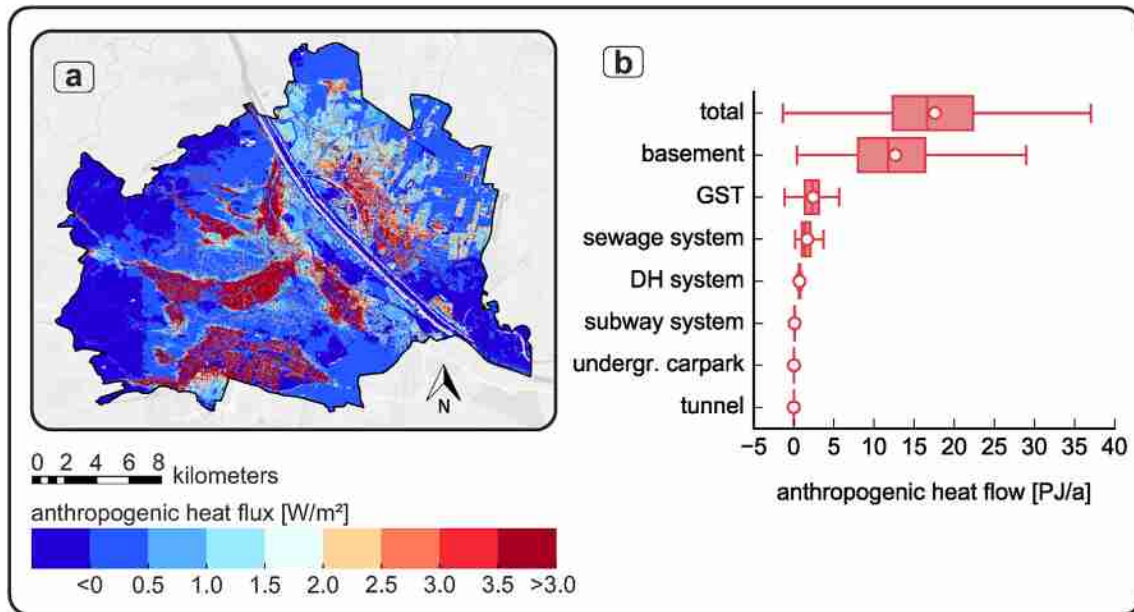 a
N
0 2 4 6 8 kilometers
anthropogenic heat flux [W/m²]
<0 0.5 1.0 1.5 2.0 2.5 3.0 3.5 >3.0
b
total
basement
GST
sewage system
DH system
subway system
undergr. carpark
tunnel
−5 0 5 10 15 20 25 30 35 40
anthropogenic heat flow [PJ/a]